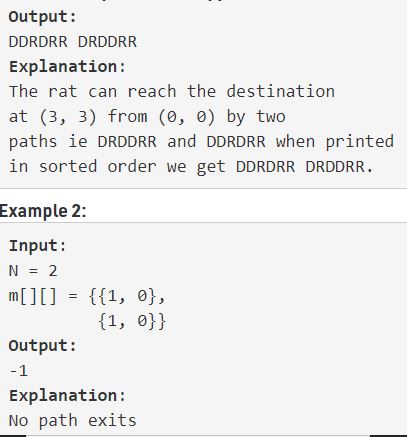 Output:
DDRDRR DRDDRR
Explanation:
The rat can reach the destination
at (3, 3) from (0, 0) by two
paths ie DRDDRR and DDRDRR when printed
in sorted order we get DDRDRR DRDDRR.
Example 2:
Input:
N = 2
m[][] = {{1, 0},
{1, 0}}
Output:
-1
Explanation:
No path exits